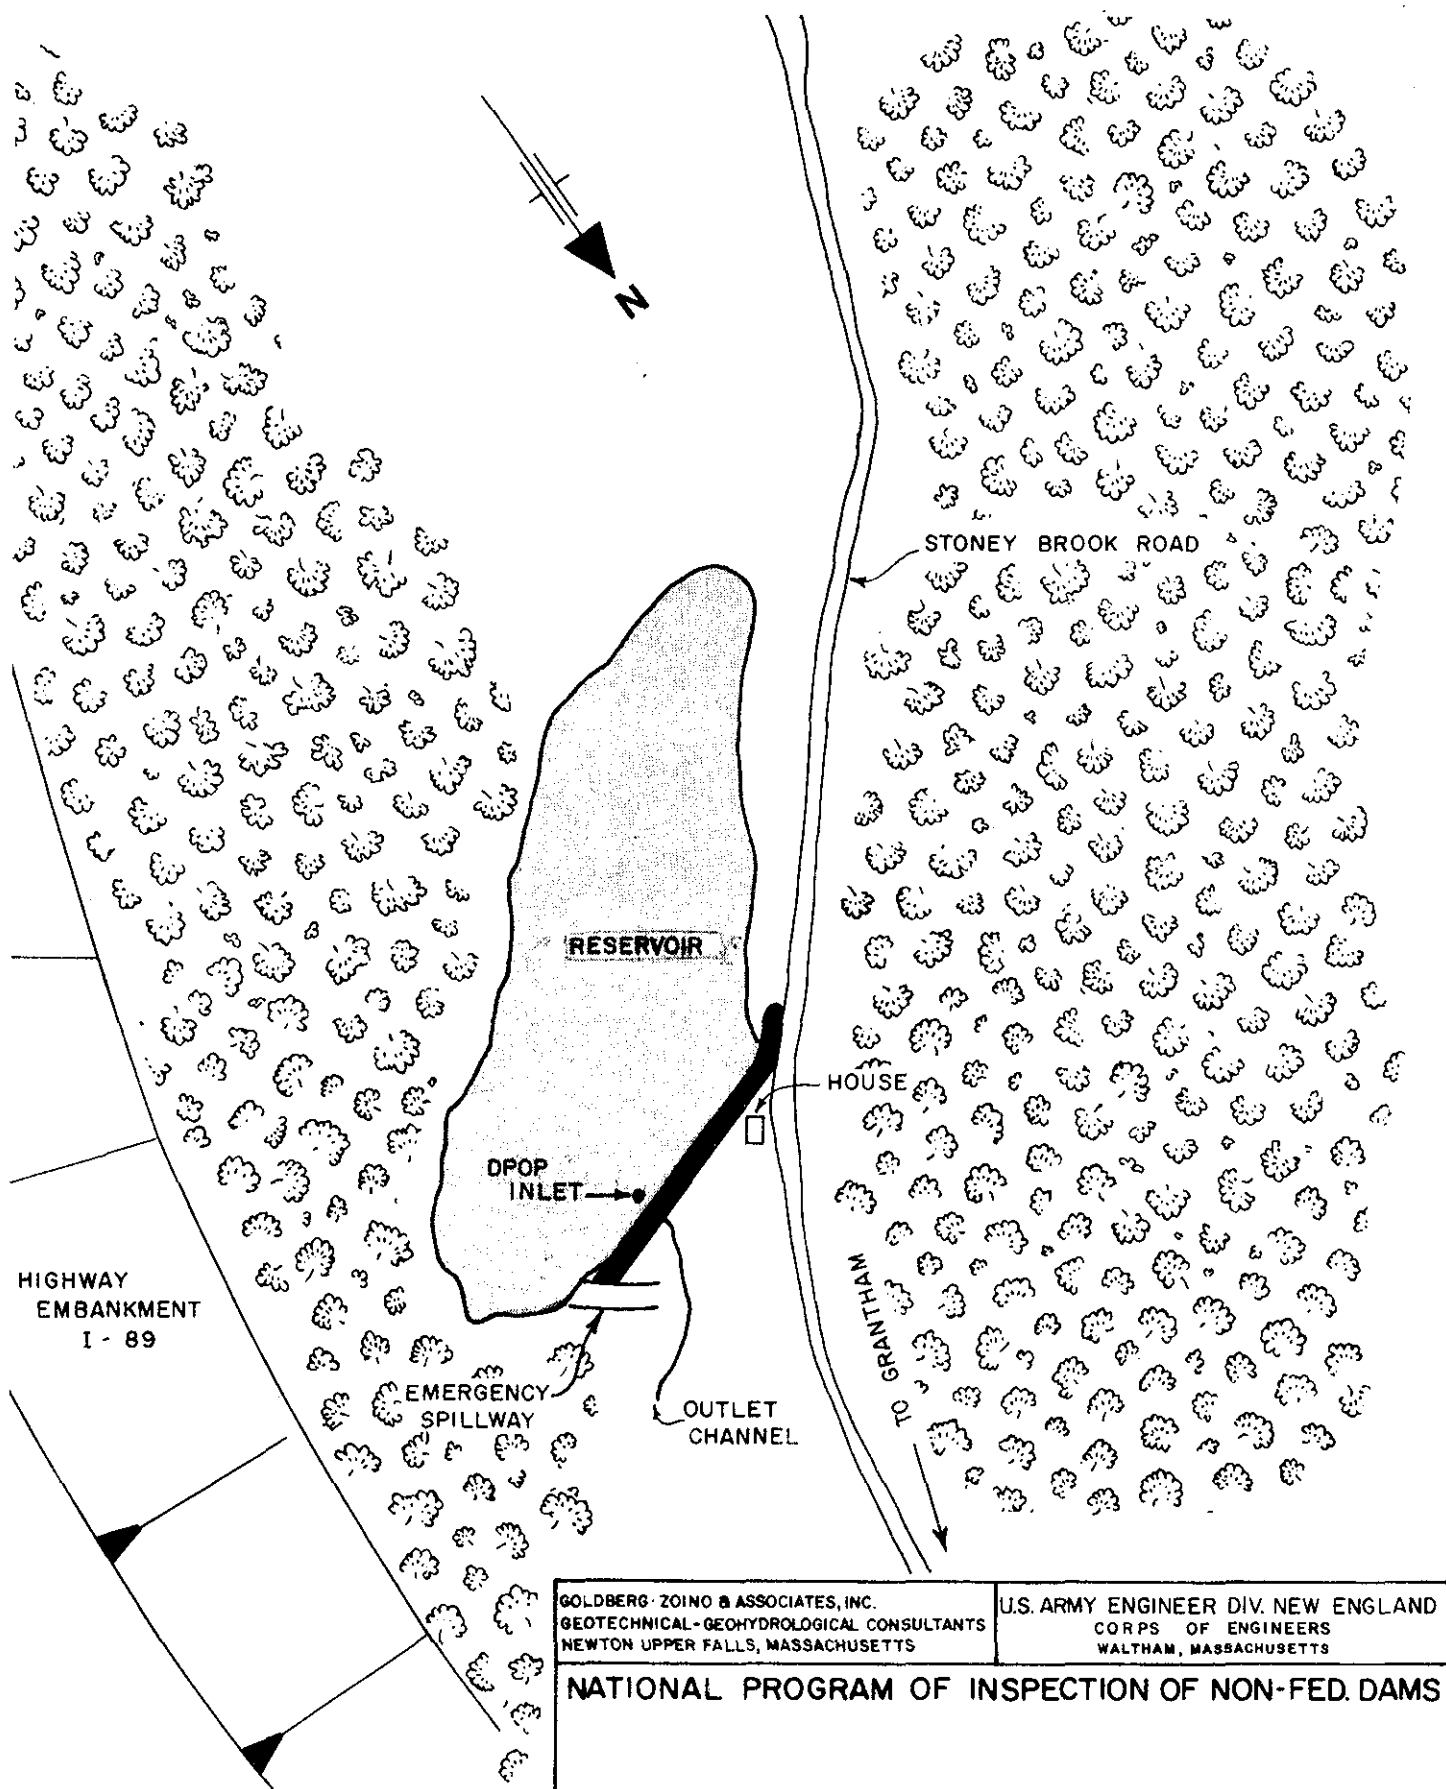 N
STONEY BROOK ROAD
RESERVOIR
HOUSE
DPOP
INLET
HIGHWAY
EMBANKMENT
I - 89
TO GRANTHAM
EMERGENCY
SPILLWAY
OUTLET
CHANNEL
GOLDBERG · ZOINO & ASSOCIATES, INC.
GEOTECHNICAL-GEOHYDROLOGICAL CONSULTANTS
NEWTON UPPER FALLS, MASSACHUSETTS
U.S. ARMY ENGINEER DIV. NEW ENGLAND
CORPS OF ENGINEERS
WALTHAM, MASSACHUSETTS
NATIONAL PROGRAM OF INSPECTION OF NON-FED. DAMS